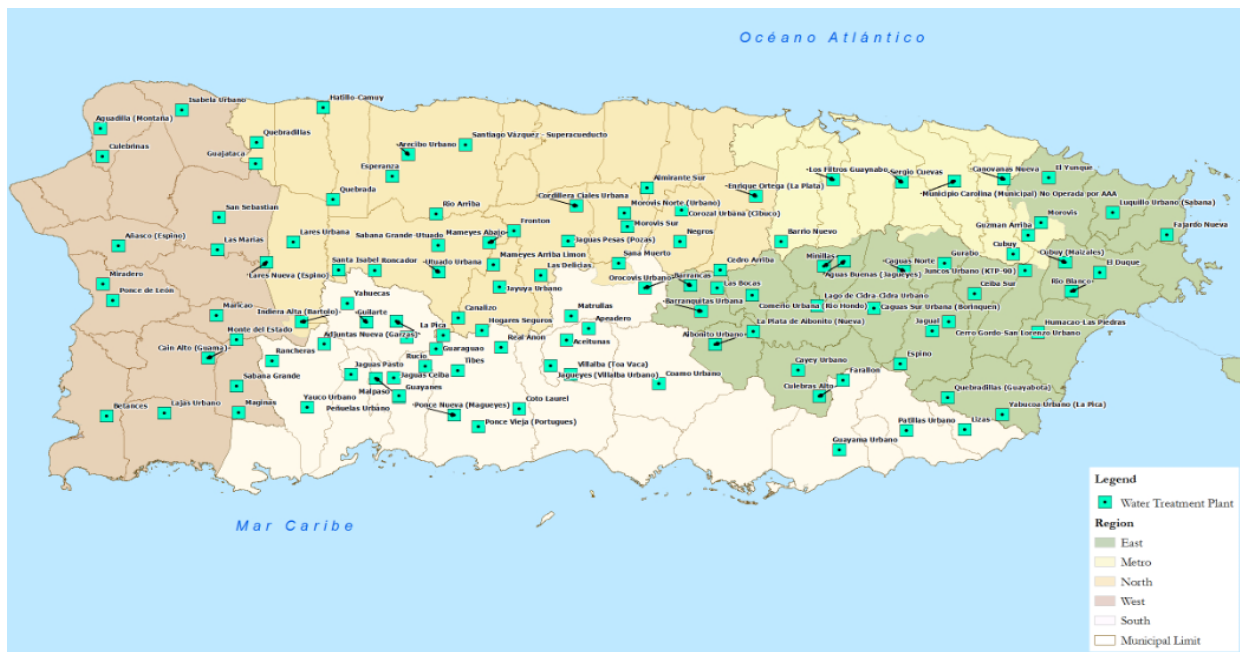 Océano Atlántico
Isabela Urbano
Hatillo-Camuy
Aguadilla (Montaña)
Culebrinas
Quebradillas
Guajataca
Arecibo Urbano
Santiago Vázquez - Superacueducto
Esperanza
Quebrada
Almirante Sur
Enrique Ortega (La Plata)
Los Filtros Guaynabo
Sergio Cuevas
Canovanas Nueva
El Yunque
Municipio Carolina (Municipal) No Operada por AAA
Luquillo Urbano (Sabana)
Fajardo Nueva
San Sebastian
Rio Arriba
Cordillera Ciales Urbana
Morovis Norte (Urbano)
Corozal Urbana (Cibuco)
Morovis Sur
Morovis
Guzman Arriba
Añasco (Espino)
Las Marias
Lares Urbana
Sabana Grande-Utuado
Mameyes Abajo
Fronton
Jaguas Pesas (Pozas)
Negros
Barrio Nuevo
Cubuy
Cubuy (Maizales)
El Duque
Lares Nueva (Espino)
Santa Isabel
Roncador
Utuado Urbana
Mameyes Arriba Limon
Las Delicias
Sana Muerto
Cedro Arriba
Minillas
Aguas Buenas (Jagueyes)
Caguas Norte
Gurabo
Juncos Urbano (KTP-90)
Rio Blanco
Miradero
Ponce de León
Jayuya Urbano
Orocovis Urbano
Barrancas
Las Bocas
Ceiba Sur
Maricao
Indiera Alta (Bartolo)
Yahuecas
Guilarte
Canalizo
Matrullas
Barranquitas Urbana
Comeño Urbana (Rio Hondo)
Lago de Cidra-Cidra Urbano
Caguas Sur Urbana (Borinquen)
Monte del Estado
Adjuntas Nueva (Garzas)
La Pica
Hogares Seguros
Apeadero
Aibonito Urbano
La Plata de Aibonito (Nueva)
Jagual
Cerro Gordo-San Lorenzo Urbano
Humacao-Las Piedras
Cain Alto (Guama)
Rancheras
Guaraguao
Real Anon
Aceitunas
Rucio
Tibes
Jaguas Pasto
Jaguas Ceiba
Villalba (Toa Vaca)
Jagueyes (Villalba Urbano)
Coamo Urbano
Cayey Urbano
Farallon
Espino
Sabana Grande
Malpaso
Guayanes
Culebras Alto
Quebradillas (Guayabota)
Betances
Lajas Urbano
Maginas
Yauco Urbano
Peñuelas Urbano
Ponce Nueva (Magueyes)
Coto Laurel
Ponce Vieja (Portugues)
Yabucoa Urbana (La Pica)
Patillas Urbano
Lizas
Guayama Urbano
Mar Caribe
Legend
Water Treatment Plant
Region
East
Metro
North
West
South
Municipal Limit